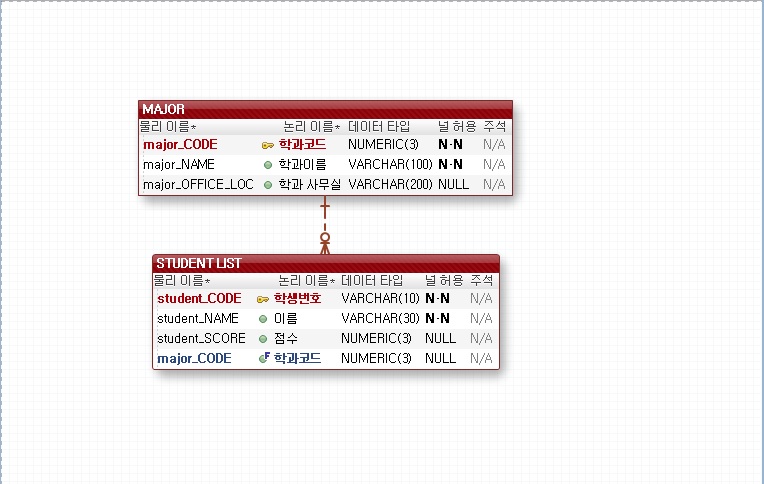 MAJOR
물리 이름* 논리 이름* 데이터 타입 널 허용 주석
major_CODE 학과코드 NUMERIC(3) N-N N/A
major_NAME 학과이름 VARCHAR(100) N-N N/A
major_OFFICE_LOC 학과 사무실 VARCHAR(200) NULL N/A
STUDENT LIST
물리 이름* 논리 이름* 데이터 타입 널 허용 주석
student_CODE 학생번호 VARCHAR(10) N-N N/A
student_NAME 이름 VARCHAR(30) N-N N/A
student_SCORE 점수 NUMERIC(3) NULL N/A
major_CODE F 학과코드 NUMERIC(3) NULL N/A